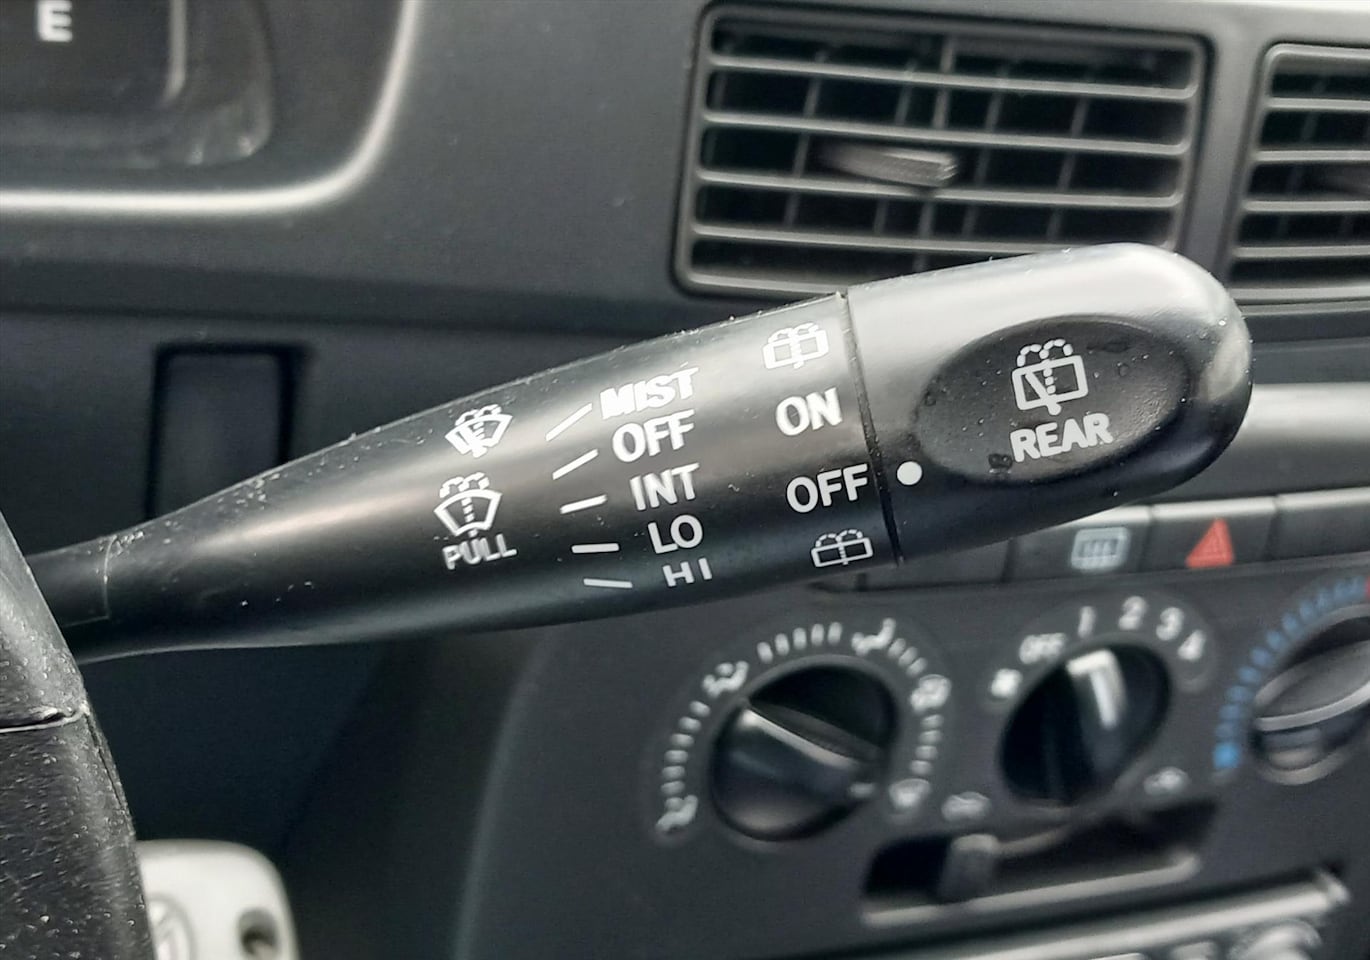 E
MIST
OFF
INT
LO
HI
PULL
ON
OFF
REAR
OFF 1 2 3 4